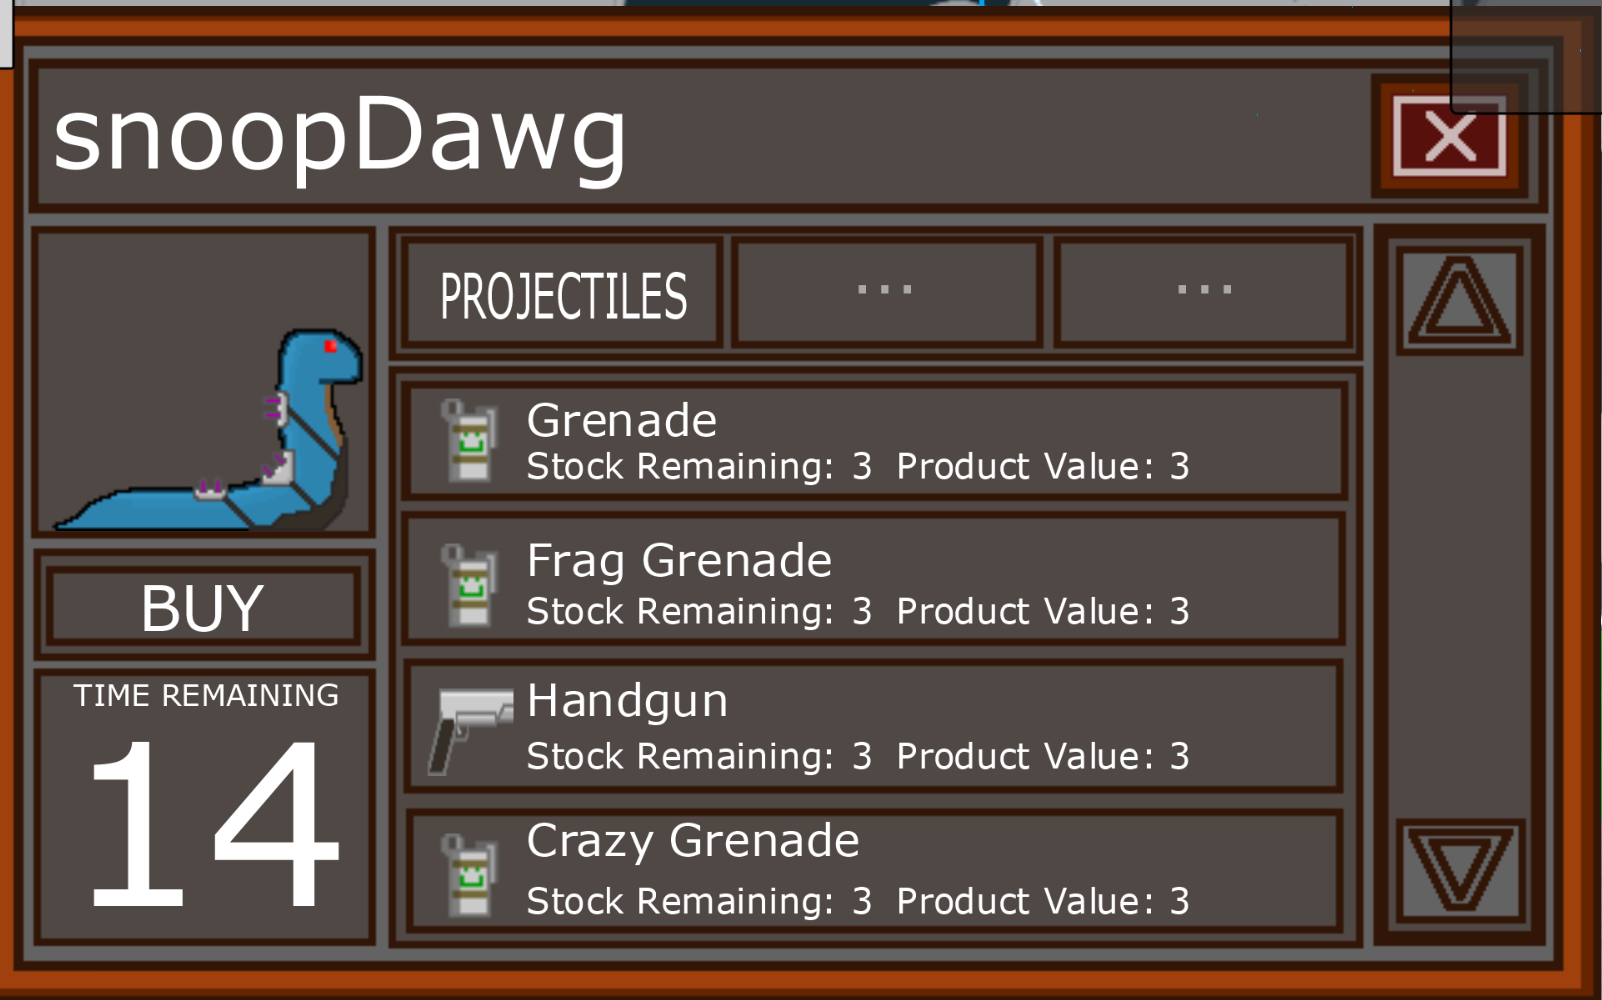 snoopDawg
PROJECTILES
...
...
Grenade
Stock Remaining: 3 Product Value: 3
Frag Grenade
Stock Remaining: 3 Product Value: 3
Handgun
Stock Remaining: 3 Product Value: 3
Crazy Grenade
Stock Remaining: 3 Product Value: 3
BUY
TIME REMAINING
14